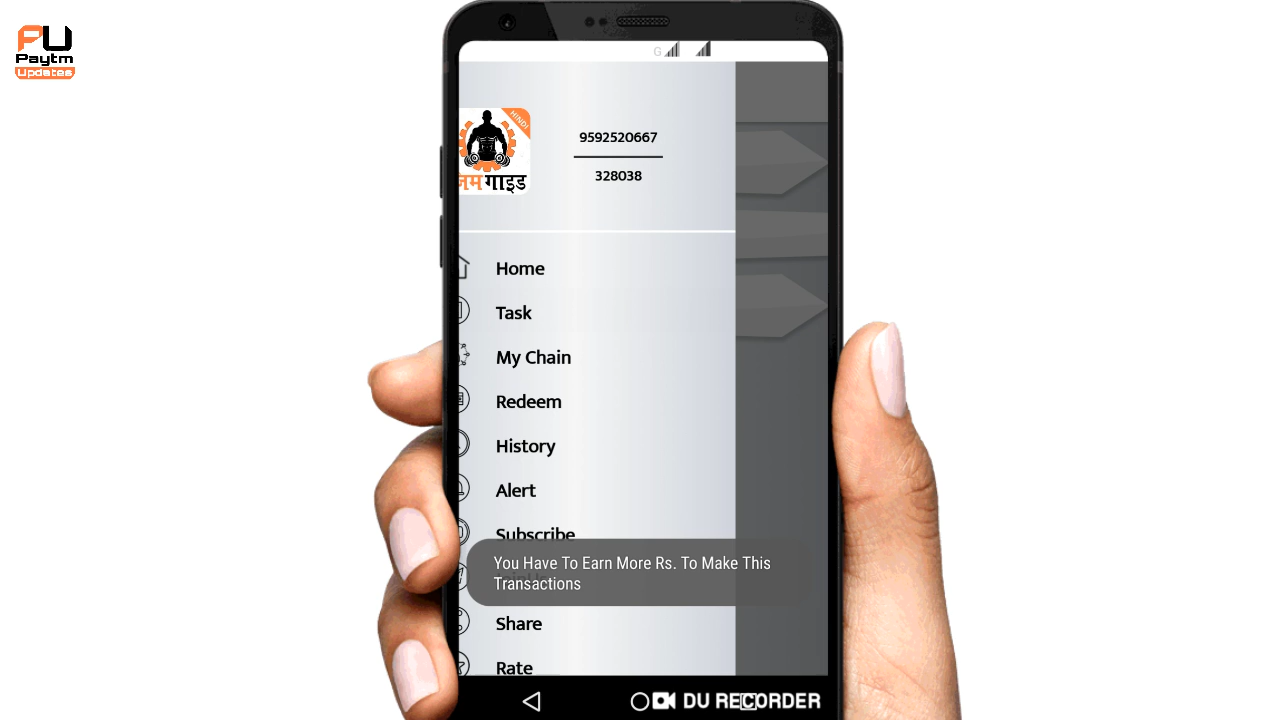 PU
Paytm
Updates
G
HINDI
जिम गाइड
9592520667
328038
Home
Task
My Chain
Redeem
History
Alert
Subscribe
You Have To Earn More Rs. To Make This
Transactions
Share
Rate
DU RECORDER